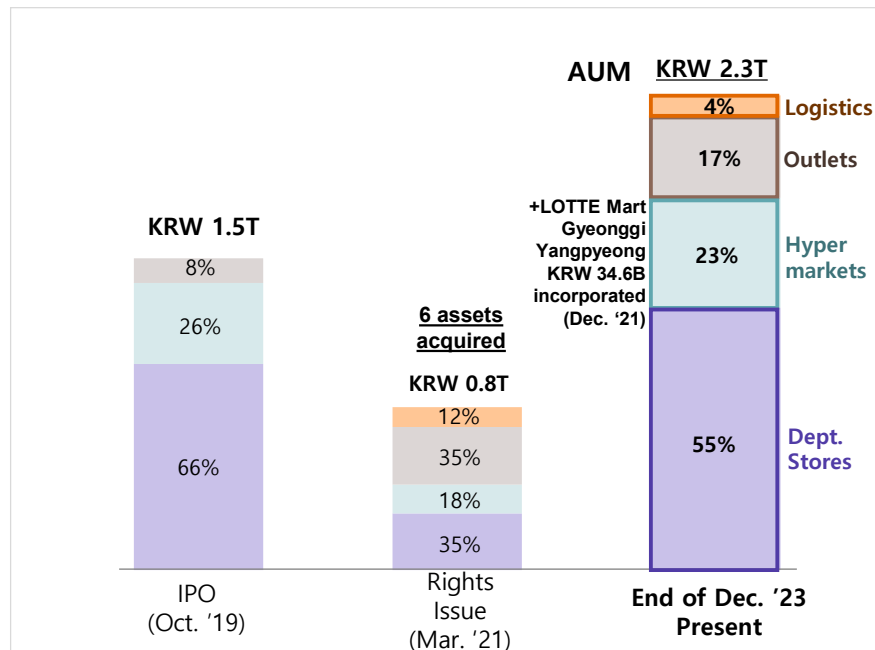 AUM KRW 2.3T
4% Logistics
17% Outlets
+LOTTE Mart
Gyeonggi
Yangpyeong
KRW 34.6B
incorporated
(Dec. ‘21)
23%
Hyper
markets
55%
Dept.
Stores
KRW 1.5T
8%
26%
66%
6 assets
acquired
KRW 0.8T
12%
35%
18%
35%
IPO
(Oct. ’19)
Rights
Issue
(Mar. ’21)
End of Dec. ’23
Present